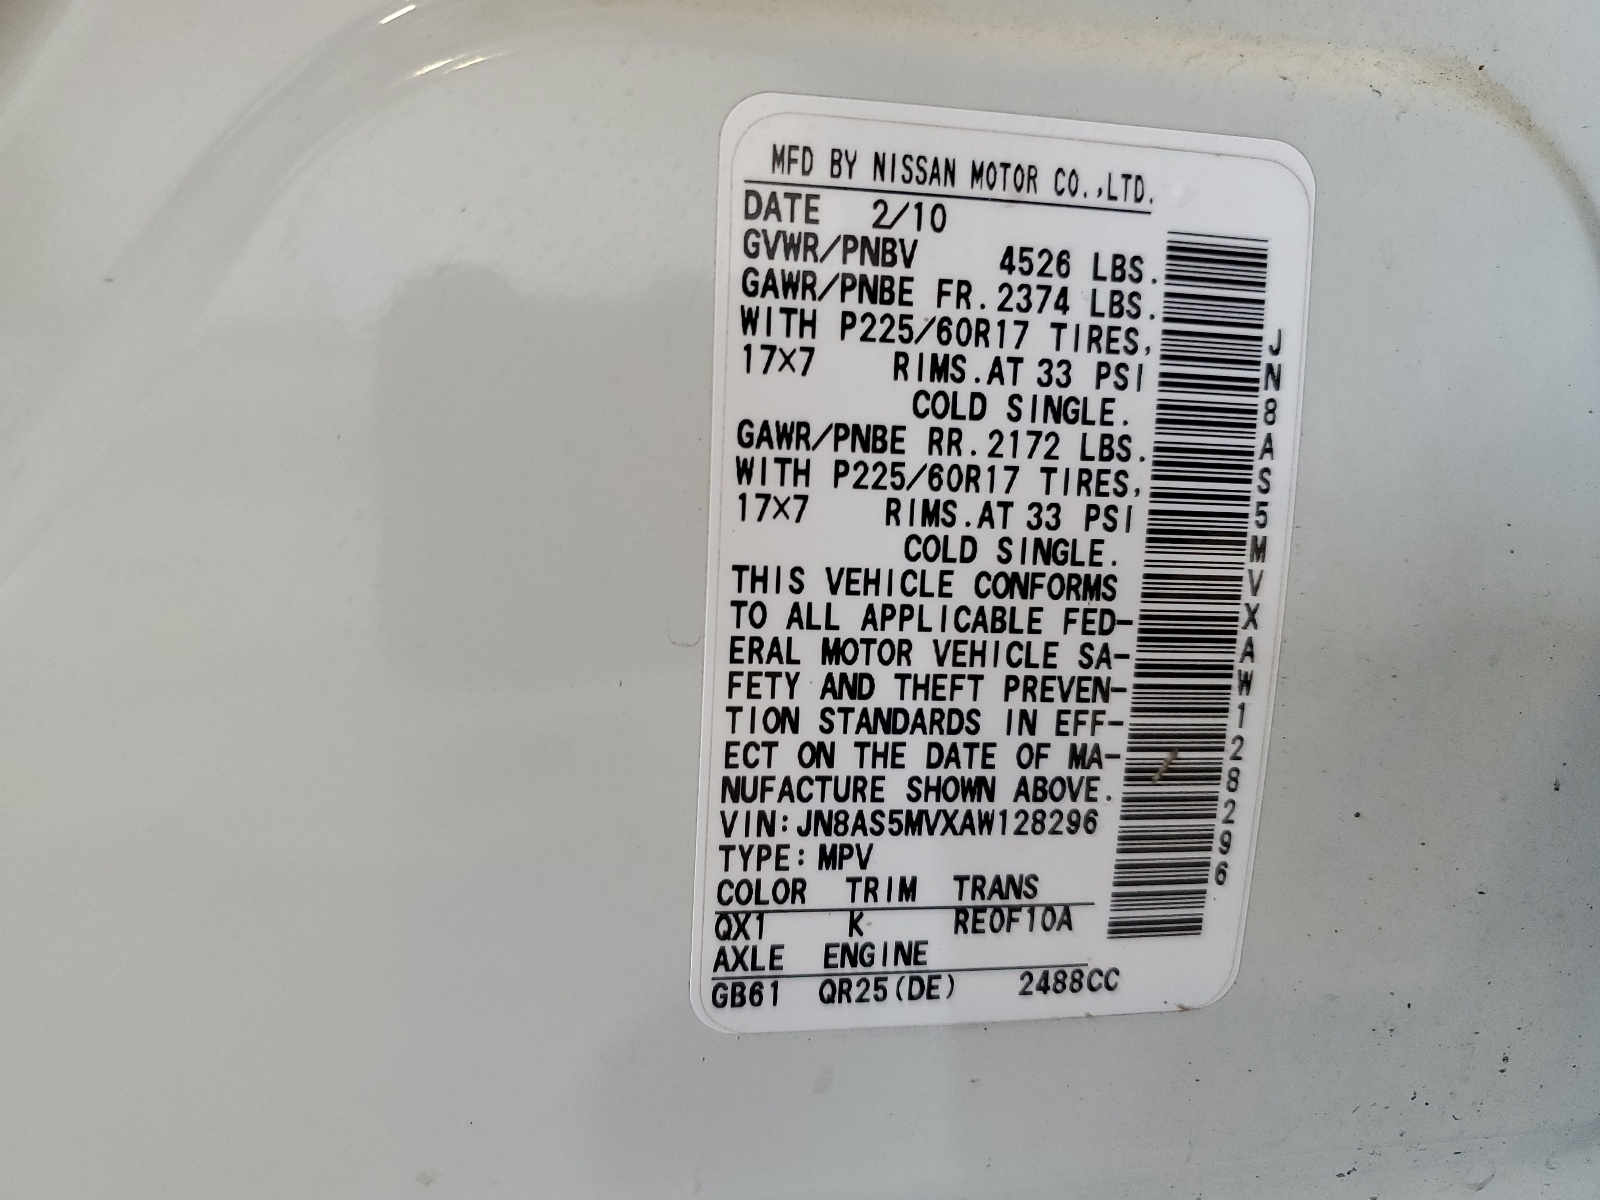 MFD BY NISSAN MOTOR CO.,LTD.
DATE 2/10
GVWR/PNBV 4526 LBS.
GAWR/PNBE FR.2374 LBS.
WITH P225/60R17 TIRES,
17×7 RIMS.AT 33 PSI
COLD SINGLE.
GAWR/PNBE RR.2172 LBS.
WITH P225/60R17 TIRES,
17×7 RIMS.AT 33 PSI
COLD SINGLE.
THIS VEHICLE CONFORMS
TO ALL APPLICABLE FED-
ERAL MOTOR VEHICLE SA-
FETY AND THEFT PREVEN-
TION STANDARDS IN EFF-
ECT ON THE DATE OF MA-
NUFACTURE SHOWN ABOVE.
VIN:JN8AS5MVXAW128296
TYPE:MPV
COLOR TRIM TRANS
QX1 K RE0F10A
AXLE ENGINE
GB61 QR25(DE) 2488CC
JN8AS5MVXAW128296